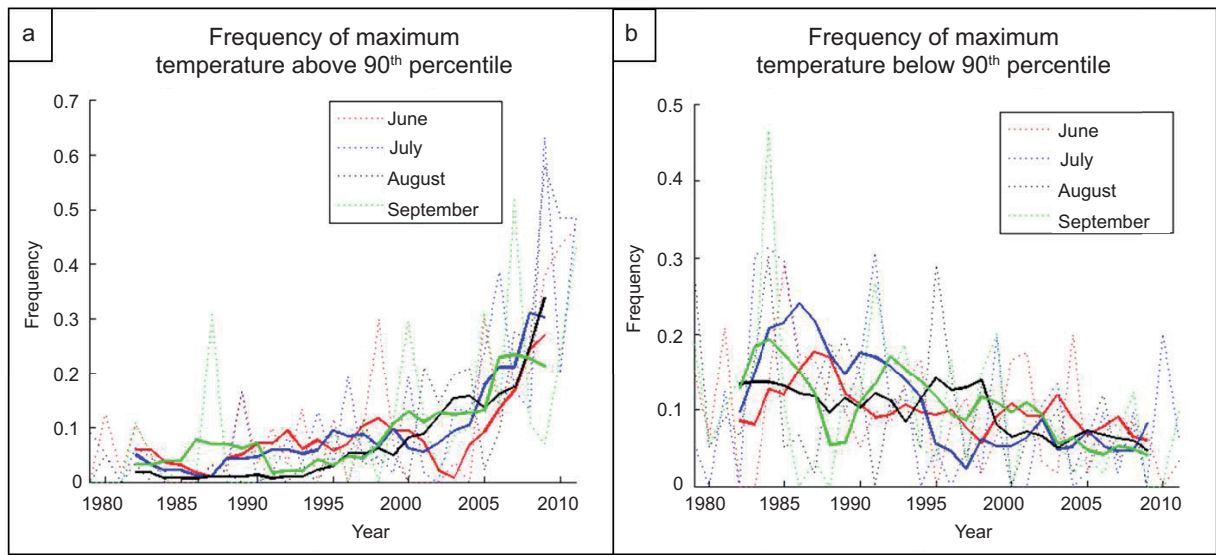 a
Frequency of maximum
temperature above 90th percentile
0.7
0.6
0.5
0.4
0.3
0.2
0.1
0
Frequency
June
July
August
September
1980
1985
1990
1995
2000
2005
2010
Year
b
Frequency of maximum
temperature below 90th percentile
0.5
0.4
0.3
0.2
0.1
0
Frequency
June
July
August
September
1980
1985
1990
1995
2000
2005
2010
Year